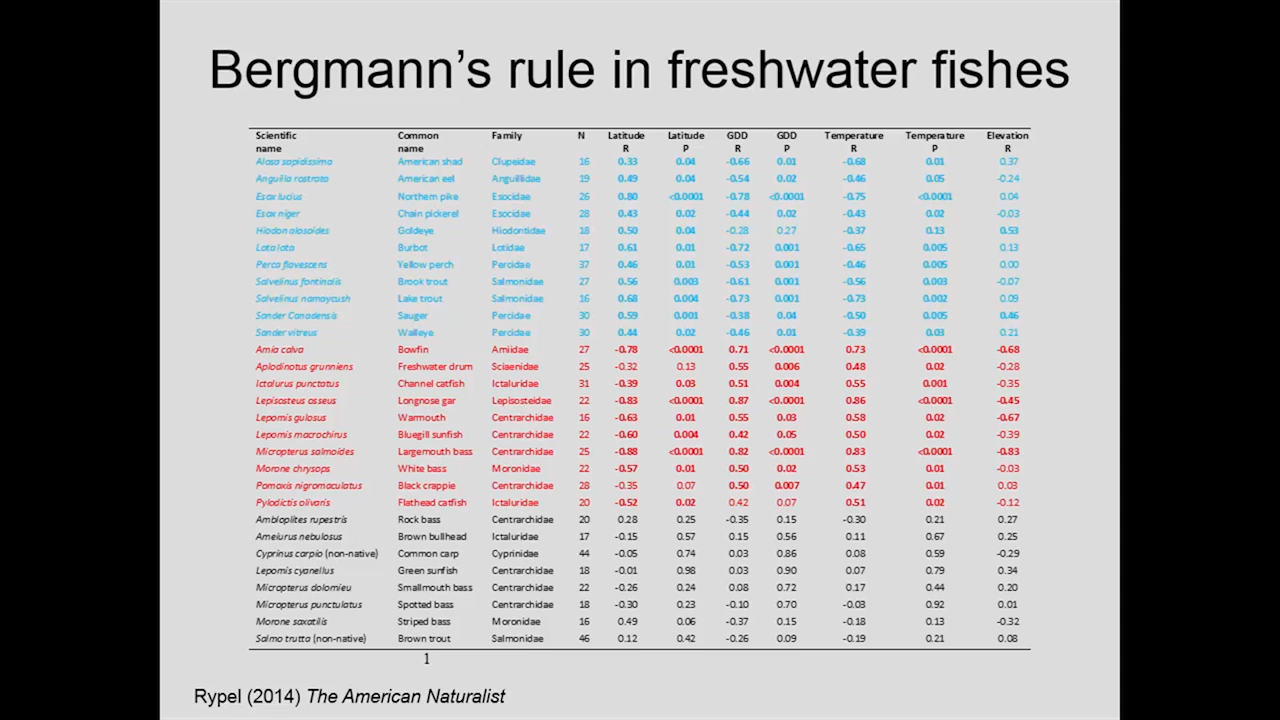 Bergmann's rule in freshwater fishes
Scientific name Common name Family N Latitude R Latitude P GDD R GDD P Temperature R Temperature P Elevation R
Alosa sapidissima American shad Clupeidae 16 0.33 0.04 -0.66 0.01 -0.68 0.01 0.37
Anguilla rostrata American eel Anguillidae 19 0.49 0.04 -0.54 0.02 -0.46 0.05 -0.24
Esox lucius Northern pike Esocidae 26 0.80 <0.0001 -0.78 <0.0001 -0.75 <0.0001 0.04
Esox niger Chain pickerel Esocidae 28 0.43 0.02 -0.44 0.02 -0.43 0.02 -0.03
Hiodon alosoides Goldeye Hiodontidae 18 0.50 0.04 -0.28 0.27 -0.37 0.13 0.53
Lota lota Burbot Lotidae 17 0.61 0.01 -0.72 0.001 -0.65 0.005 0.13
Perca flavescens Yellow perch Percidae 37 0.46 0.01 -0.53 0.001 -0.46 0.005 0.00
Salvelinus fontinalis Brook trout Salmonidae 27 0.56 0.003 -0.61 0.001 -0.56 0.003 -0.07
Salvelinus namaycush Lake trout Salmonidae 16 0.68 0.004 -0.73 0.001 -0.73 0.002 0.09
Sander Canadensis Sauger Percidae 30 0.59 0.001 -0.38 0.04 -0.50 0.005 0.46
Sander vitreus Walleye Percidae 30 0.44 0.02 -0.46 0.01 -0.39 0.03 0.21
Amia calva Bowfin Amiidae 27 -0.78 <0.0001 0.71 <0.0001 0.73 <0.0001 -0.68
Aplodinotus grunniens Freshwater drum Sciaenidae 25 -0.32 0.13 0.55 0.006 0.48 0.02 -0.28
Ictalurus punctatus Channel catfish Ictaluridae 31 -0.39 0.03 0.51 0.004 0.55 0.001 -0.35
Lepisosteus osseus Longnose gar Lepisosteidae 22 -0.83 <0.0001 0.87 <0.0001 0.86 <0.0001 -0.45
Lepomis gulosus Warmouth Centrarchidae 16 -0.63 0.01 0.55 0.03 0.58 0.02 -0.67
Lepomis macrochirus Bluegill sunfish Centrarchidae 22 -0.60 0.004 0.42 0.05 0.50 0.02 -0.39
Micropterus salmoides Largemouth bass Centrarchidae 25 -0.88 <0.0001 0.82 <0.0001 0.83 <0.0001 -0.83
Morone chrysops White bass Moronidae 22 -0.57 0.01 0.50 0.02 0.53 0.01 -0.03
Pomoxis nigromaculatus Black crappie Centrarchidae 28 -0.35 0.07 0.50 0.007 0.47 0.01 0.03
Pylodictis olivaris Flathead catfish Ictaluridae 20 -0.52 0.02 0.42 0.07 0.51 0.02 -0.12
Ambloplites rupestris Rock bass Centrarchidae 20 0.28 0.25 -0.35 0.15 -0.30 0.21 0.27
Ameiurus nebulosus Brown bullhead Ictaluridae 17 -0.15 0.57 0.15 0.56 0.11 0.67 0.25
Cyprinus carpio (non-native) Common carp Cyprinidae 44 -0.05 0.74 0.03 0.86 0.08 0.59 -0.29
Lepomis cyanellus Green sunfish Centrarchidae 18 -0.01 0.98 0.03 0.90 0.07 0.79 0.34
Micropterus dolomieu Smallmouth bass Centrarchidae 22 -0.26 0.24 0.08 0.72 0.17 0.44 0.20
Micropterus punctulatus Spotted bass Centrarchidae 18 -0.30 0.23 -0.10 0.70 -0.03 0.92 0.01
Morone saxatilis Striped bass Moronidae 16 0.49 0.06 -0.37 0.15 -0.18 0.13 -0.32
Salmo trutta (non-native) Brown trout Salmonidae 46 0.12 0.42 -0.26 0.09 -0.19 0.21 0.08
1
Rypel (2014) The American Naturalist